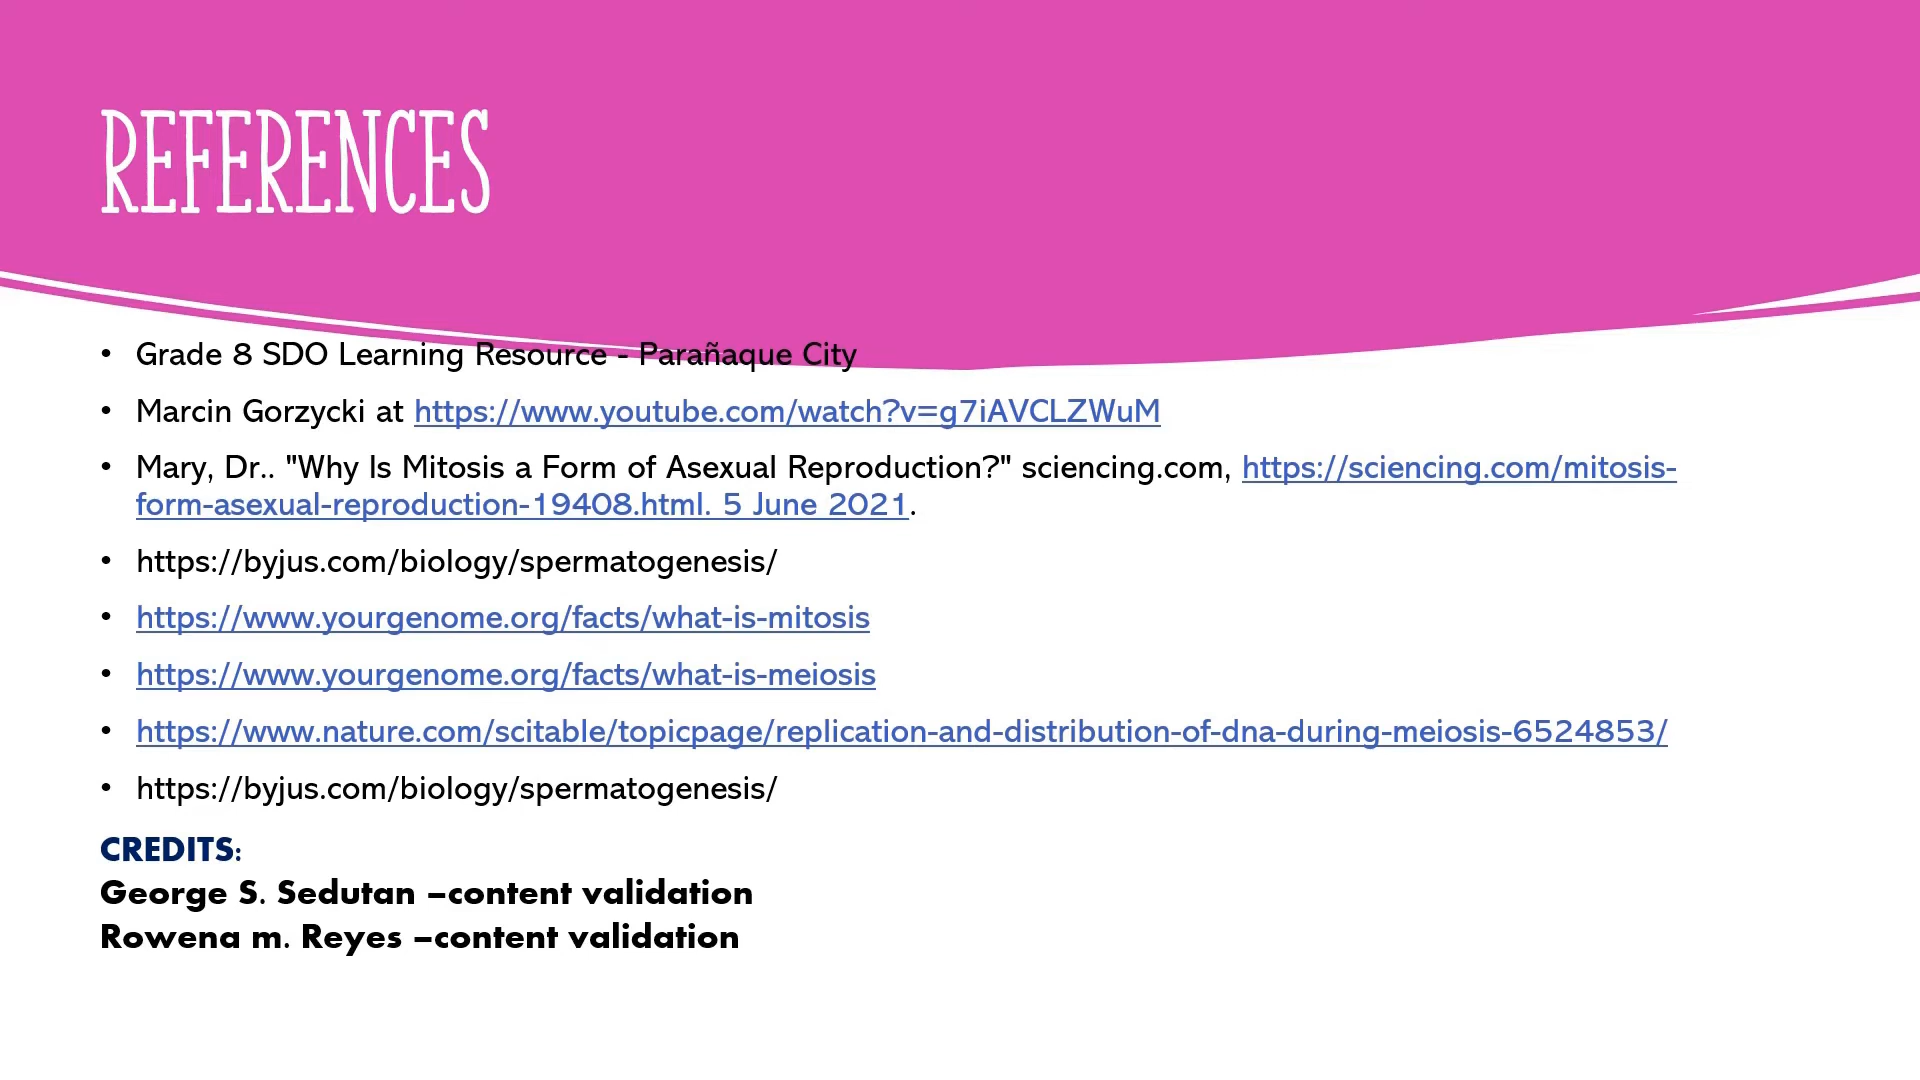 REFERENCES
• Grade 8 SDO Learning Resource - Parañaque City
• Marcin Gorzycki at https://www.youtube.com/watch?v=g7iAVCLZWuM
• Mary, Dr.. "Why Is Mitosis a Form of Asexual Reproduction?" sciencing.com, https://sciencing.com/mitosis-
form-asexual-reproduction-19408.html. 5 June 2021.
• https://byjus.com/biology/spermatogenesis/
• https://www.yourgenome.org/facts/what-is-mitosis
• https://www.yourgenome.org/facts/what-is-meiosis
• https://www.nature.com/scitable/topicpage/replication-and-distribution-of-dna-during-meiosis-6524853/
• https://byjus.com/biology/spermatogenesis/
CREDITS:
George S. Sedutan –content validation
Rowena m. Reyes –content validation